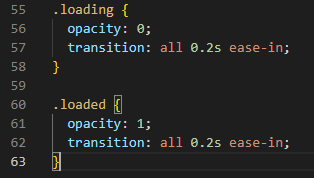 55 .loading {
56   opacity: 0;
57   transition: all 0.2s ease-in;
58 }
59
60 .loaded {
61   opacity: 1;
62   transition: all 0.2s ease-in;
63 }